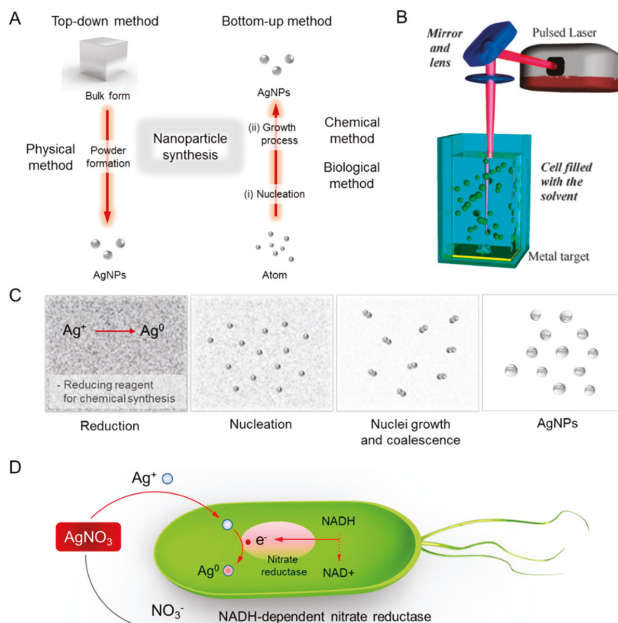 A
Top-down method
Bottom-up method
Bulk form
AgNPs
Physical method
Powder formation
Nanoparticle synthesis
(ii) Growth process
Chemical method
Biological method
(i) Nucleation
AgNPs
Atom
B
Mirror and lens
Pulsed Laser
Cell filled with the solvent
Metal target
C
Ag⁺
Ag⁰
- Reducing reagent
for chemical synthesis
Reduction
Nucleation
Nuclei growth
and coalescence
AgNPs
D
Ag⁺
AgNO₃
e⁻
NADH
Nitrate
reductase
NAD+
Ag⁰
NO₃⁻
NADH-dependent nitrate reductase